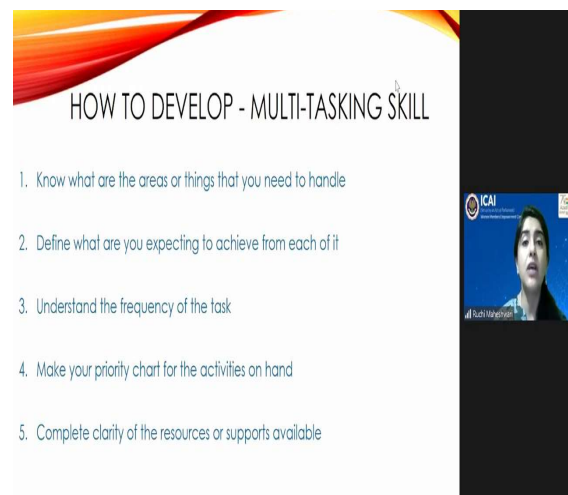 HOW TO DEVELOP - MULTI-TASKING SKILL
1. Know what are the areas or things that you need to handle
2. Define what are you expecting to achieve from each of it
3. Understand the frequency of the task
4. Make your priority chart for the activities on hand
5. Complete clarity of the resources or supports available
ICAI
Ruchi Maheshwari